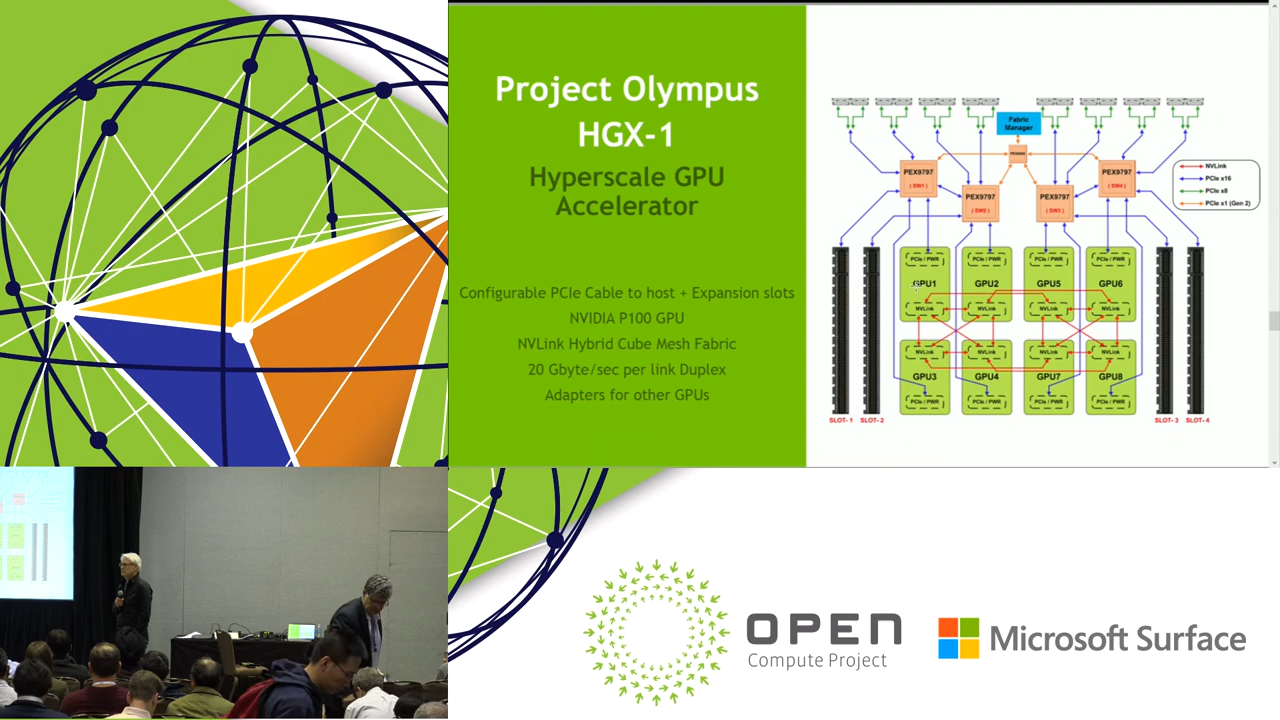 Project Olympus
HGX-1
Hyperscale GPU
Accelerator
Configurable PCIe Cable to host + Expansion slots
NVIDIA P100 GPU
NVLink Hybrid Cube Mesh Fabric
20 Gbyte/sec per link Duplex
Adapters for other GPUs
Fabric
Manager
PEX9797
( SW1 )
PEX9797
( SW2 )
PEX9797
( SW3 )
PEX9797
( SW4 )
NVLink
PCIe x16
PCIe x8
PCIe x1 (Gen 2)
PCIe / PWR
PCIe / PWR
PCIe / PWR
PCIe / PWR
GPU1
GPU2
GPU5
GPU6
NVLink
NVLink
NVLink
NVLink
NVLink
NVLink
NVLink
NVLink
GPU3
GPU4
GPU7
GPU8
PCIe / PWR
PCIe / PWR
PCIe / PWR
PCIe / PWR
SLOT- 1
SLOT- 2
SLOT- 3
SLOT- 4
OPEN
Compute Project
Microsoft Surface